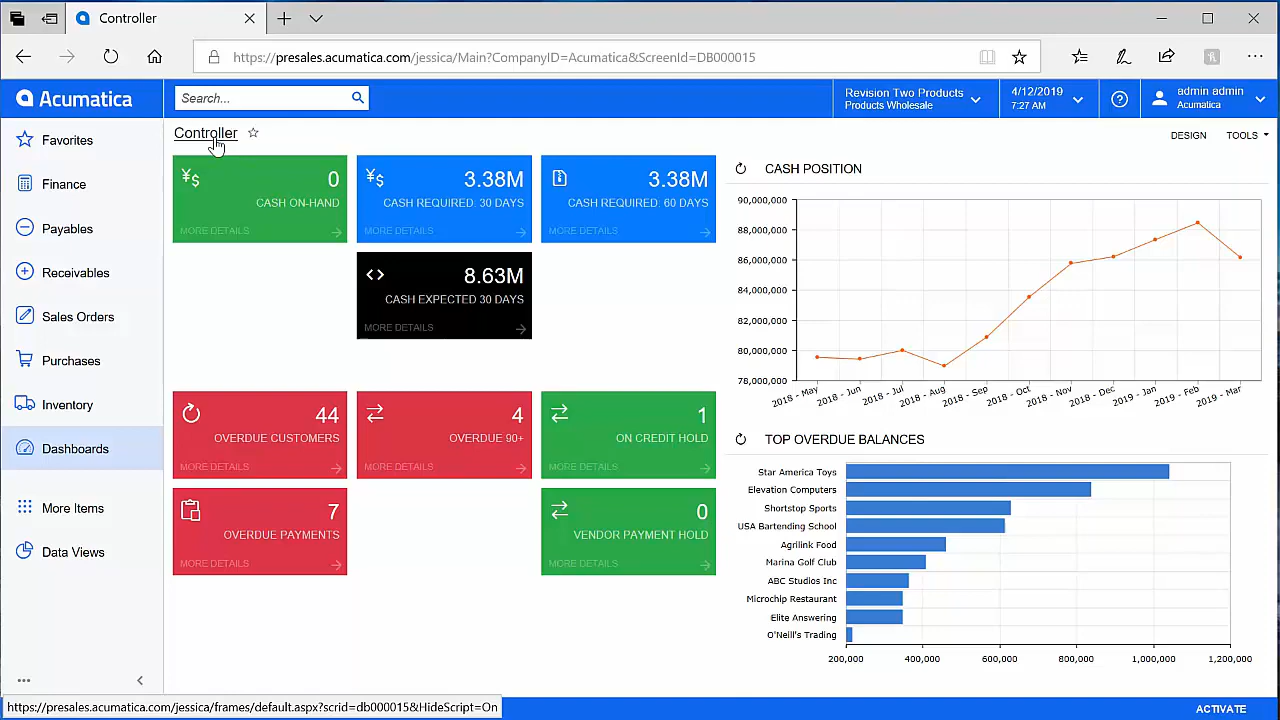 Controller
https://presales.acumatica.com/jessica/Main?CompanyID=Acumatica&ScreenId=DB000015
Acumatica
Search...
Revision Two Products
Products Wholesale
4/12/2019
7:27 AM
admin admin
Acumatica
Favorites
Finance
Payables
Receivables
Sales Orders
Purchases
Inventory
Dashboards
More Items
Data Views
Controller
DESIGN
TOOLS
¥$
0
CASH ON-HAND
MORE DETAILS
¥$
3.38M
CASH REQUIRED: 30 DAYS
MORE DETAILS
3.38M
CASH REQUIRED: 60 DAYS
MORE DETAILS
8.63M
CASH EXPECTED 30 DAYS
MORE DETAILS
44
OVERDUE CUSTOMERS
MORE DETAILS
4
OVERDUE 90+
MORE DETAILS
1
ON CREDIT HOLD
MORE DETAILS
7
OVERDUE PAYMENTS
MORE DETAILS
0
VENDOR PAYMENT HOLD
MORE DETAILS
CASH POSITION
90,000,000
88,000,000
86,000,000
84,000,000
82,000,000
80,000,000
78,000,000
2018 - May
2018 - Jun
2018 - Jul
2018 - Aug
2018 - Sep
2018 - Oct
2018 - Nov
2018 - Dec
2019 - Jan
2019 - Feb
2019 - Mar
TOP OVERDUE BALANCES
Star America Toys
Elevation Computers
Shortstop Sports
USA Bartending School
Agrilink Food
Marina Golf Club
ABC Studios Inc
Microchip Restaurant
Elite Answering
O'Neill's Trading
200,000
400,000
600,000
800,000
1,000,000
1,200,000
https://presales.acumatica.com/jessica/frames/default.aspx?scrid=db000015&HideScript=On
ACTIVATE